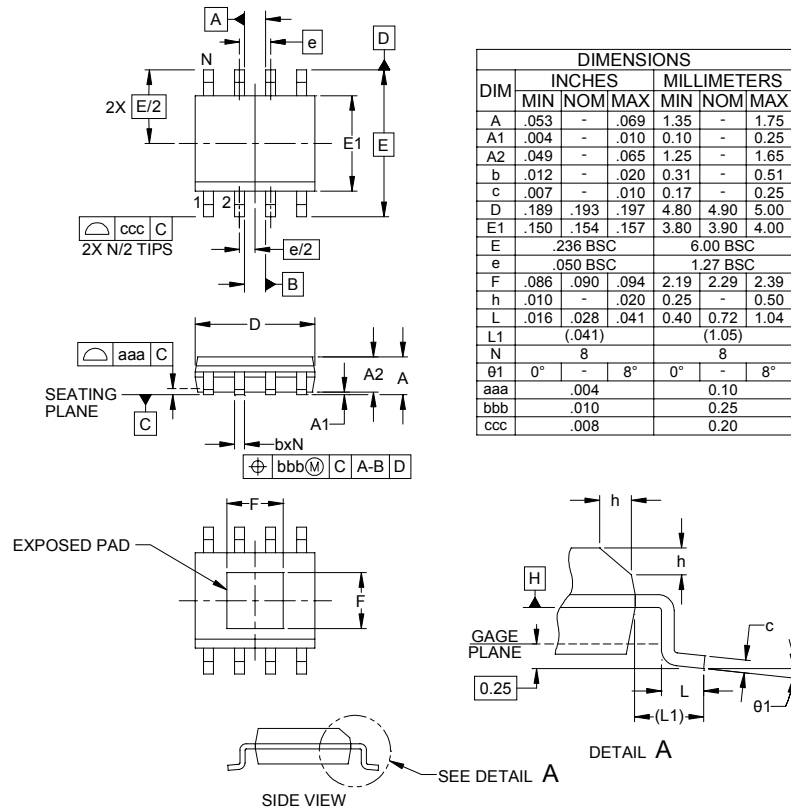 A
e
D
N
2X E/2
E1
E
1 2
ccc C
2X N/2 TIPS
e/2
B
D
aaa C
A2 A
SEATING
PLANE
C
A1
bxN
bbb M C A-B D
F
EXPOSED PAD
F
SIDE VIEW
SEE DETAIL A
DIMENSIONS
DIM INCHES MILLIMETERS
MIN NOM MAX MIN NOM MAX
A .053 - .069 1.35 - 1.75
A1 .004 - .010 0.10 - 0.25
A2 .049 - .065 1.25 - 1.65
b .012 - .020 0.31 - 0.51
c .007 - .010 0.17 - 0.25
D .189 .193 .197 4.80 4.90 5.00
E1 .150 .154 .157 3.80 3.90 4.00
E .236 BSC 6.00 BSC
e .050 BSC 1.27 BSC
F .086 .090 .094 2.19 2.29 2.39
h .010 - .020 0.25 - 0.50
L .016 .028 .041 0.40 0.72 1.04
L1 (.041) (1.05)
N 8 8
θ1 0° - 8° 0° - 8°
aaa .004 0.10
bbb .010 0.25
ccc .008 0.20
h
h
H
GAGE
PLANE
0.25
c
L
(L1)
θ1
DETAIL A